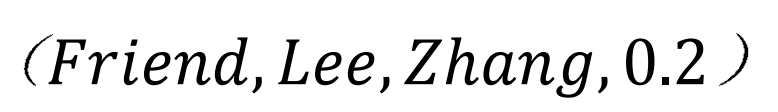 (Friend, Lee, Zhang, 0.2)